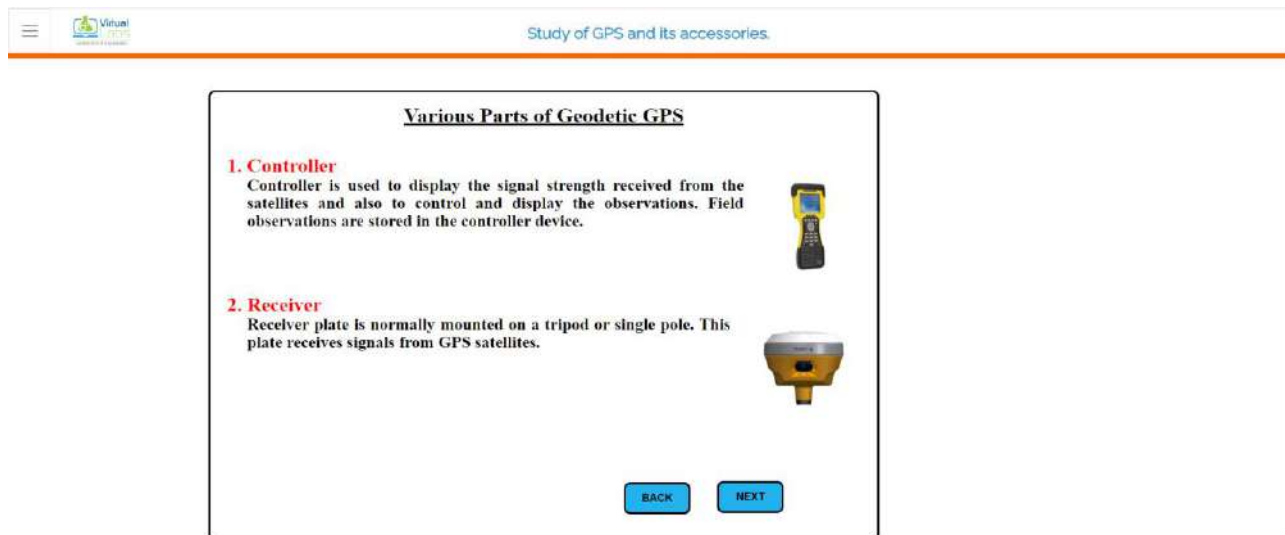 Virtual
Labs
Study of GPS and its accessories.
Various Parts of Geodetic GPS
1. Controller
Controller is used to display the signal strength received from the
satellites and also to control and display the observations. Field
observations are stored in the controller device.
2. Receiver
Receiver plate is normally mounted on a tripod or single pole. This
plate receives signals from GPS satellites.
BACK
NEXT